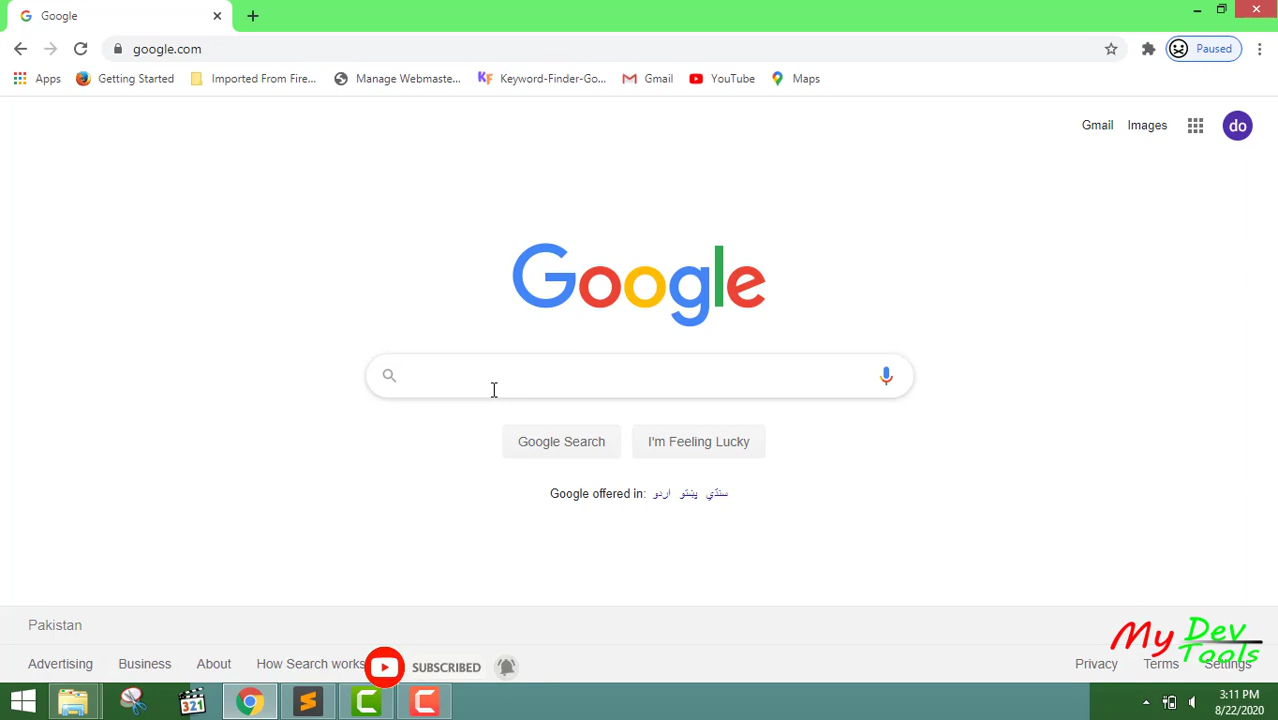 Google
google.com
Paused
Apps Getting Started Imported From Fire... Manage Webmaste... KF Keyword-Finder-Go... Gmail YouTube Maps
Gmail Images do
Google
Google Search I'm Feeling Lucky
Google offered in: اردو پښتو سنڌي
Pakistan
Advertising Business About How Search works SUBSCRIBED Privacy Terms Settings
My Dev Tools
321
3:11 PM
8/22/2020